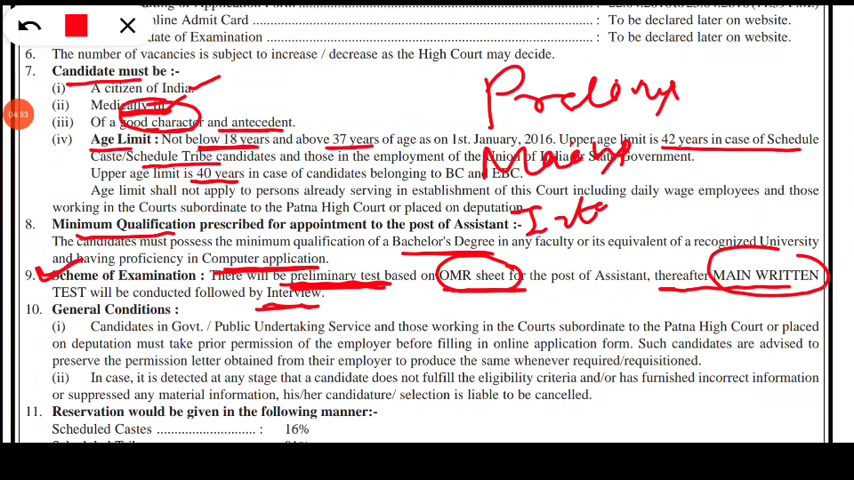 Online Admit Card : To be declared later on website.
Date of Examination : To be declared later on website.
6. The number of vacancies is subject to increase / decrease as the High Court may decide.
7. Candidate must be :-
(i) A citizen of India.
(ii) Medically fit.
(iii) Of a good character and antecedent.
04:53
(iv) Age Limit : Not below 18 years and above 37 years of age as on 1st. January, 2016. Upper age limit is 42 years in case of Schedule
Caste/Schedule Tribe candidates and those in the employment of the Union of India or State Government.
Upper age limit is 40 years in case of candidates belonging to BC and EBC.
Age limit shall not apply to persons already serving in establishment of this Court including daily wage employees and those
working in the Courts subordinate to the Patna High Court or placed on deputation.
8. Minimum Qualification prescribed for appointment to the post of Assistant :-
The candidates must possess the minimum qualification of a Bachelor's Degree in any faculty or its equivalent of a recognized University
and having proficiency in Computer application.
9. Scheme of Examination : There will be preliminary test based on OMR sheet for the post of Assistant, thereafter MAIN WRITTEN
TEST will be conducted followed by Interview.
10. General Conditions :
(i) Candidates in Govt. / Public Undertaking Service and those working in the Courts subordinate to the Patna High Court or placed
on deputation must take prior permission of the employer before filling in online application form. Such candidates are advised to
preserve the permission letter obtained from their employer to produce the same whenever required/requisitioned.
(ii) In case, it is detected at any stage that a candidate does not fulfill the eligibility criteria and/or has furnished incorrect information
or suppressed any material information, his/her candidature/ selection is liable to be cancelled.
11. Reservation would be given in the following manner:-
Scheduled Castes ............................ : 16%